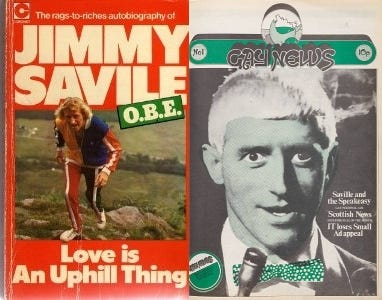 CORONET
The rags-to-riches autobiography of
JIMMY
SAVILE
O.B.E.
Love is
An Uphill Thing
No1
GAY NEWS
10p
Saville and
the Speakeasy
Scottish News
IT loses Small
Ad appeal